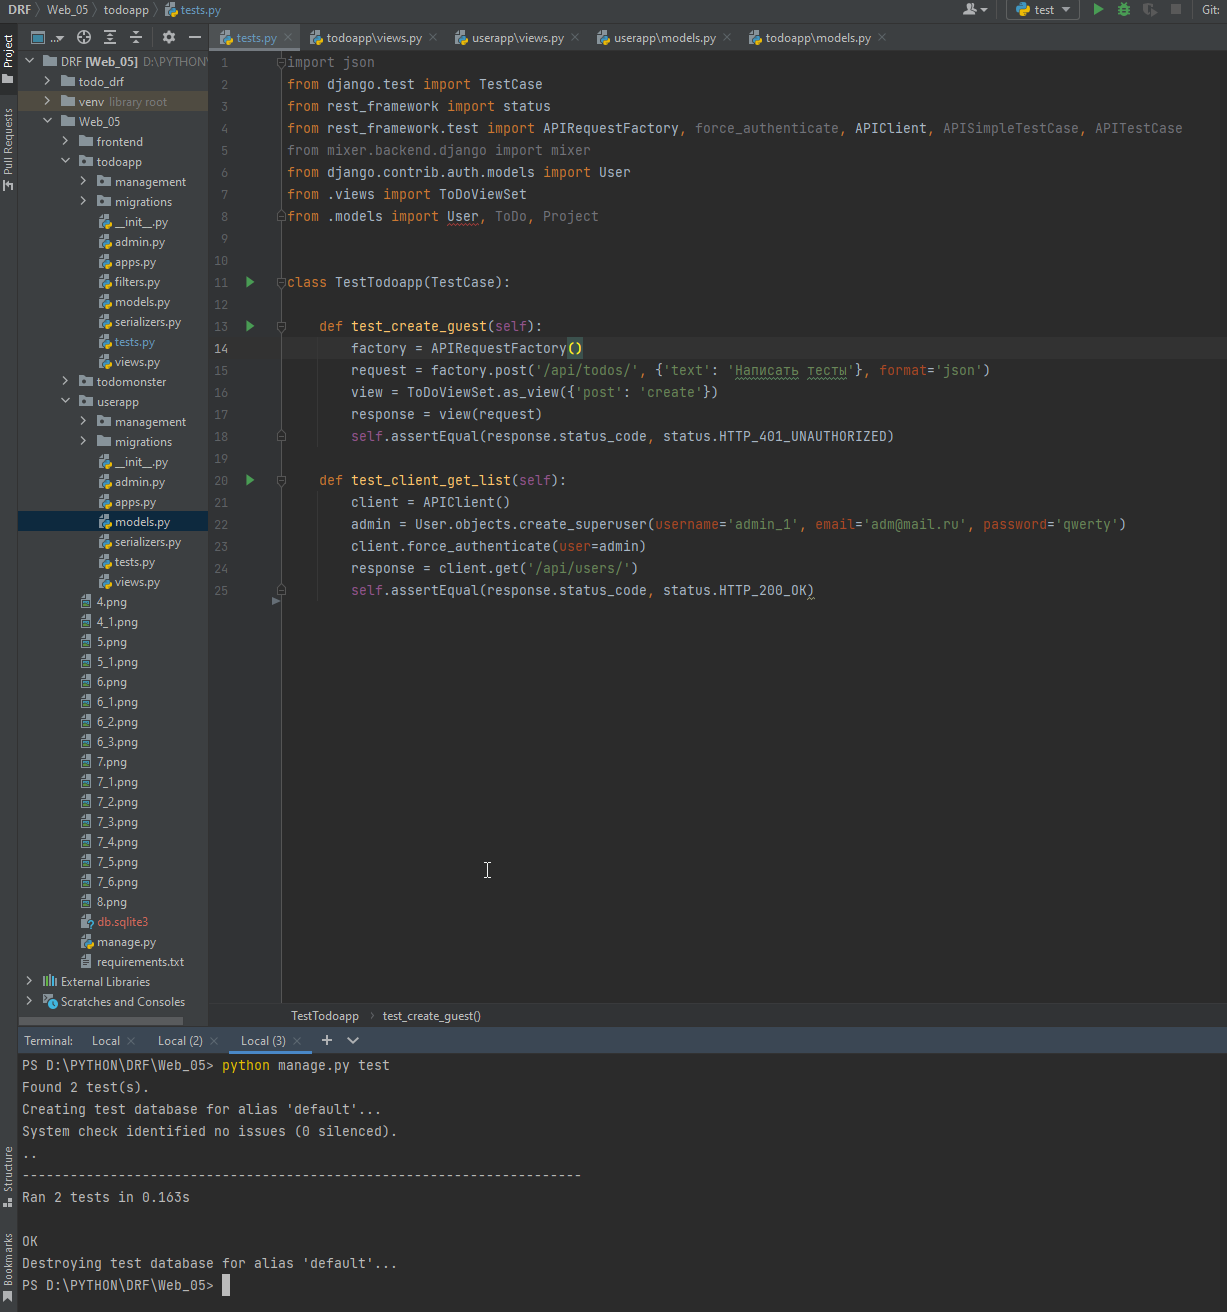 DRF Web_05 todoapp tests.py
test
Git:
Project
Pull Requests
Structure
Bookmarks
DRF [Web_05] D:\PYTHON\
todo_drf
venv library root
Web_05
frontend
todoapp
management
migrations
__init__.py
admin.py
apps.py
filters.py
models.py
serializers.py
tests.py
views.py
todomonster
userapp
management
migrations
__init__.py
admin.py
apps.py
models.py
serializers.py
tests.py
views.py
4.png
4_1.png
5.png
5_1.png
6.png
6_1.png
6_2.png
6_3.png
7.png
7_1.png
7_2.png
7_3.png
7_4.png
7_5.png
7_6.png
8.png
db.sqlite3
manage.py
requirements.txt
External Libraries
Scratches and Consoles
tests.py todoapp\views.py userapp\views.py userapp\models.py todoapp\models.py
1 import json
2 from django.test import TestCase
3 from rest_framework import status
4 from rest_framework.test import APIRequestFactory, force_authenticate, APIClient, APISimpleTestCase, APITestCase
5 from mixer.backend.django import mixer
6 from django.contrib.auth.models import User
7 from .views import ToDoViewSet
8 from .models import User, ToDo, Project
9
10
11 class TestTodoapp(TestCase):
12
13 def test_create_guest(self):
14 factory = APIRequestFactory()
15 request = factory.post('/api/todos/', {'text': 'Написать тесты'}, format='json')
16 view = ToDoViewSet.as_view({'post': 'create'})
17 response = view(request)
18 self.assertEqual(response.status_code, status.HTTP_401_UNAUTHORIZED)
19
20 def test_client_get_list(self):
21 client = APIClient()
22 admin = User.objects.create_superuser(username='admin_1', email='adm@mail.ru', password='qwerty')
23 client.force_authenticate(user=admin)
24 response = client.get('/api/users/')
25 self.assertEqual(response.status_code, status.HTTP_200_OK)
TestTodoapp test_create_guest()
Terminal: Local Local (2) Local (3)
PS D:\PYTHON\DRF\Web_05> python manage.py test
Found 2 test(s).
Creating test database for alias 'default'...
System check identified no issues (0 silenced).
..
----------------------------------------------------------------------
Ran 2 tests in 0.163s
OK
Destroying test database for alias 'default'...
PS D:\PYTHON\DRF\Web_05>